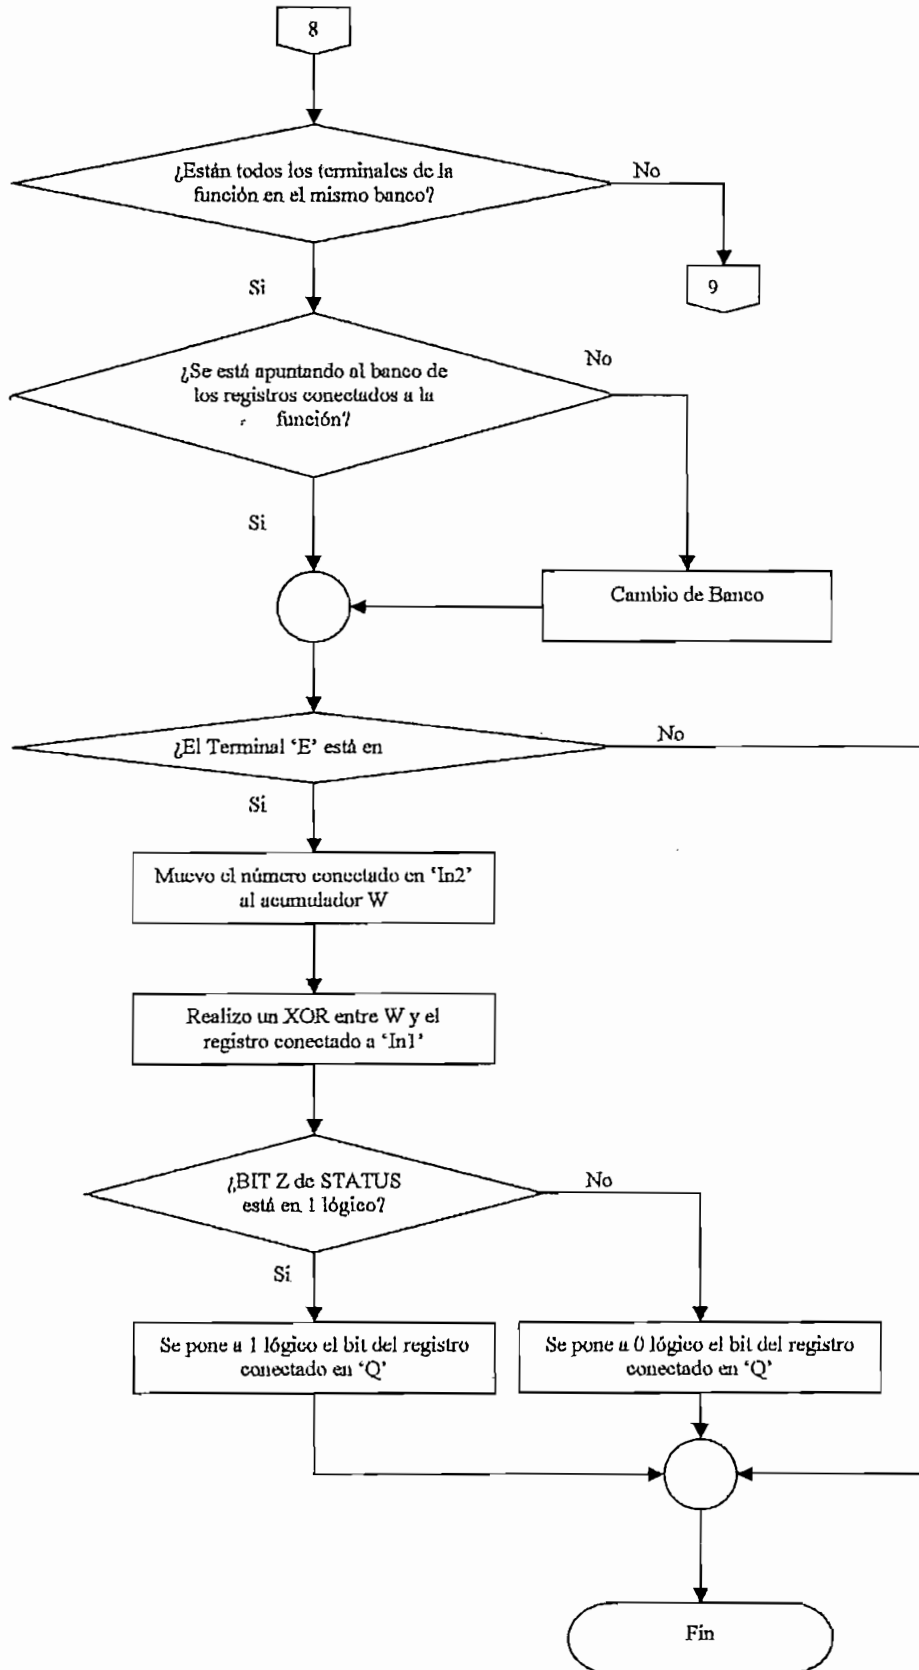 8
¿Están todos los terminales de la
función en el mismo banco?
No
9
Si
¿Se está apuntando al banco de
los registros conectados a la
función?
No
Si
Cambio de Banco
¿El Terminal ‘E’ está en
No
Si
Muevo el número conectado en ‘In2’
al acumulador W
Realizo un XOR entre W y el
registro conectado a ‘In1’
¿BIT Z de STATUS
está en 1 lógico?
No
Si
Se pone a 1 lógico el bit del registro
conectado en ‘Q’
Se pone a 0 lógico el bit del registro
conectado en ‘Q’
Fin